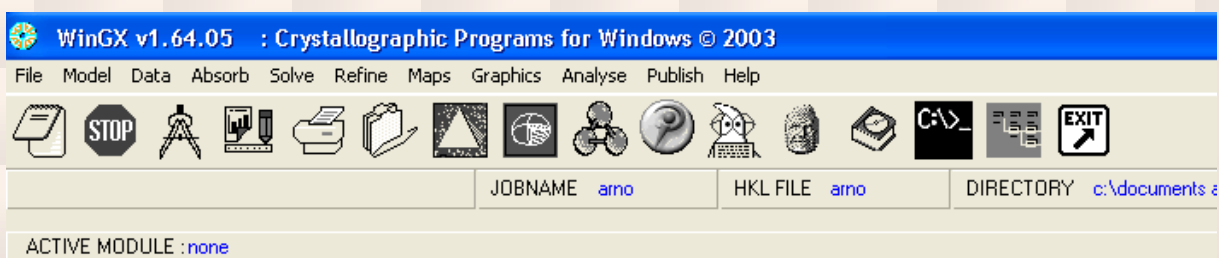 WinGX v1.64.05 : Crystallographic Programs for Windows © 2003
File Model Data Absorb Solve Refine Maps Graphics Analyse Publish Help
STOP C:\>_ EXIT
JOBNAME arno HKL FILE arno DIRECTORY c:\documents a
ACTIVE MODULE : none